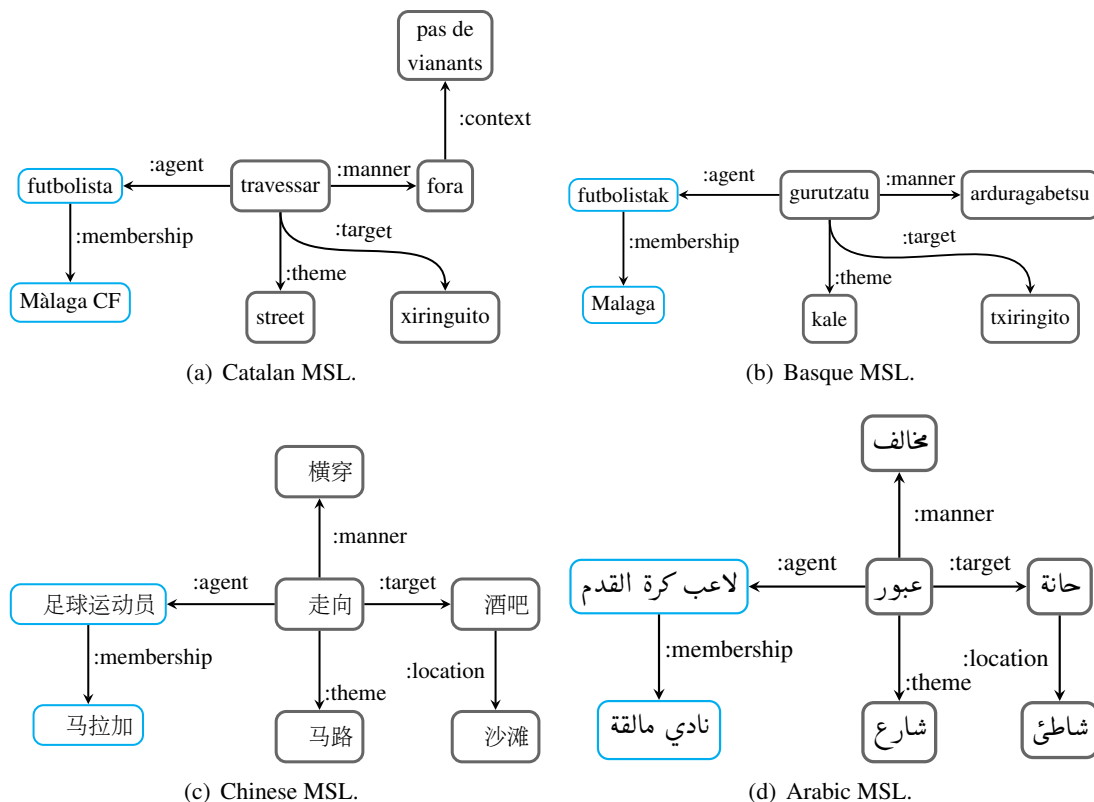 pas de
vianants
:context
:agent
:manner
futbolista
travessar
fora
:membership
:target
:theme
Màlaga CF
street
xiringuito
(a) Catalan MSL.
:agent
:manner
futbolistak
gurutzatu
arduragabetsu
:membership
:target
:theme
Malaga
kale
txiringito
(b) Basque MSL.
横穿
:manner
:agent
:target
足球运动员
走向
酒吧
:membership
:location
:theme
马拉加
马路
沙滩
(c) Chinese MSL.
مخالف
:manner
:agent
:target
لاعب كرة القدم
عبور
حانة
:membership
:location
:theme
نادي مالقة
شارع
شاطئ
(d) Arabic MSL.